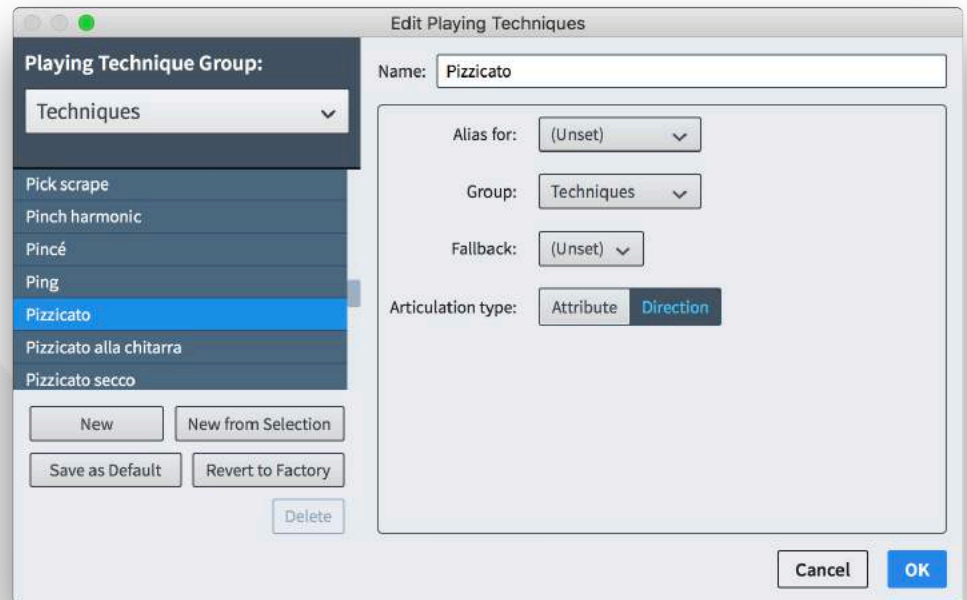 Edit Playing Techniques
Playing Technique Group:
Techniques
Pick scrape
Pinch harmonic
Pincé
Ping
Pizzicato
Pizzicato alla chitarra
Pizzicato secco
New
New from Selection
Save as Default
Revert to Factory
Delete
Name: Pizzicato
Alias for: (Unset)
Group: Techniques
Fallback: (Unset)
Articulation type: Attribute Direction
Cancel
OK